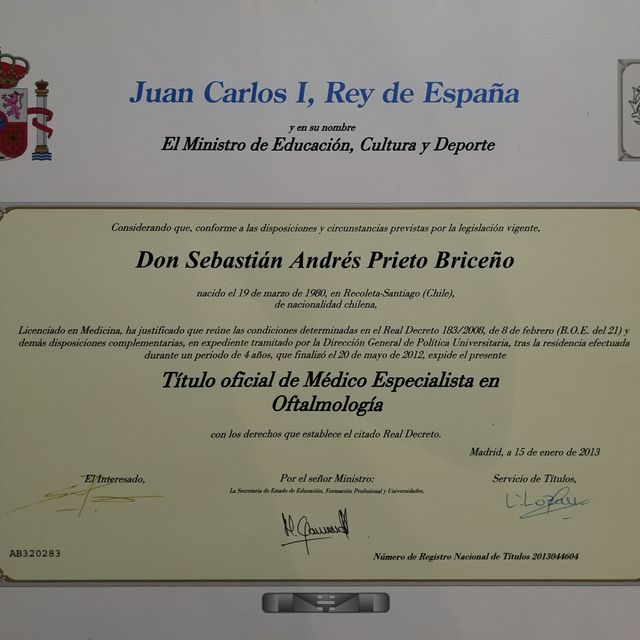 Juan Carlos I, Rey de España
y en su nombre
El Ministro de Educación, Cultura y Deporte
Considerando que, conforme a las disposiciones y circunstancias previstas por la legislación vigente,
Don Sebastián Andrés Prieto Briceño
nacido el 19 de marzo de 1980, en Recoleta-Santiago (Chile),
de nacionalidad chilena,
Licenciado en Medicina, ha justificado que reúne las condiciones determinadas en el Real Decreto 183/2008, de 8 de febrero (B.O.E. del 21) y
demás disposiciones complementarias, en expediente tramitado por la Dirección General de Política Universitaria, tras la residencia efectuada
durante un periodo de 4 años, que finalizó el 20 de mayo de 2012, expide el presente
Título oficial de Médico Especialista en
Oftalmología
con los derechos que establece el citado Real Decreto.
Madrid, a 15 de enero de 2013
El Interesado,
Por el señor Ministro:
Servicio de Títulos,
La Secretaria de Estado de Educación, Formación Profesional y Universidades,
AB320283
Número de Registro Nacional de Títulos 2013044604